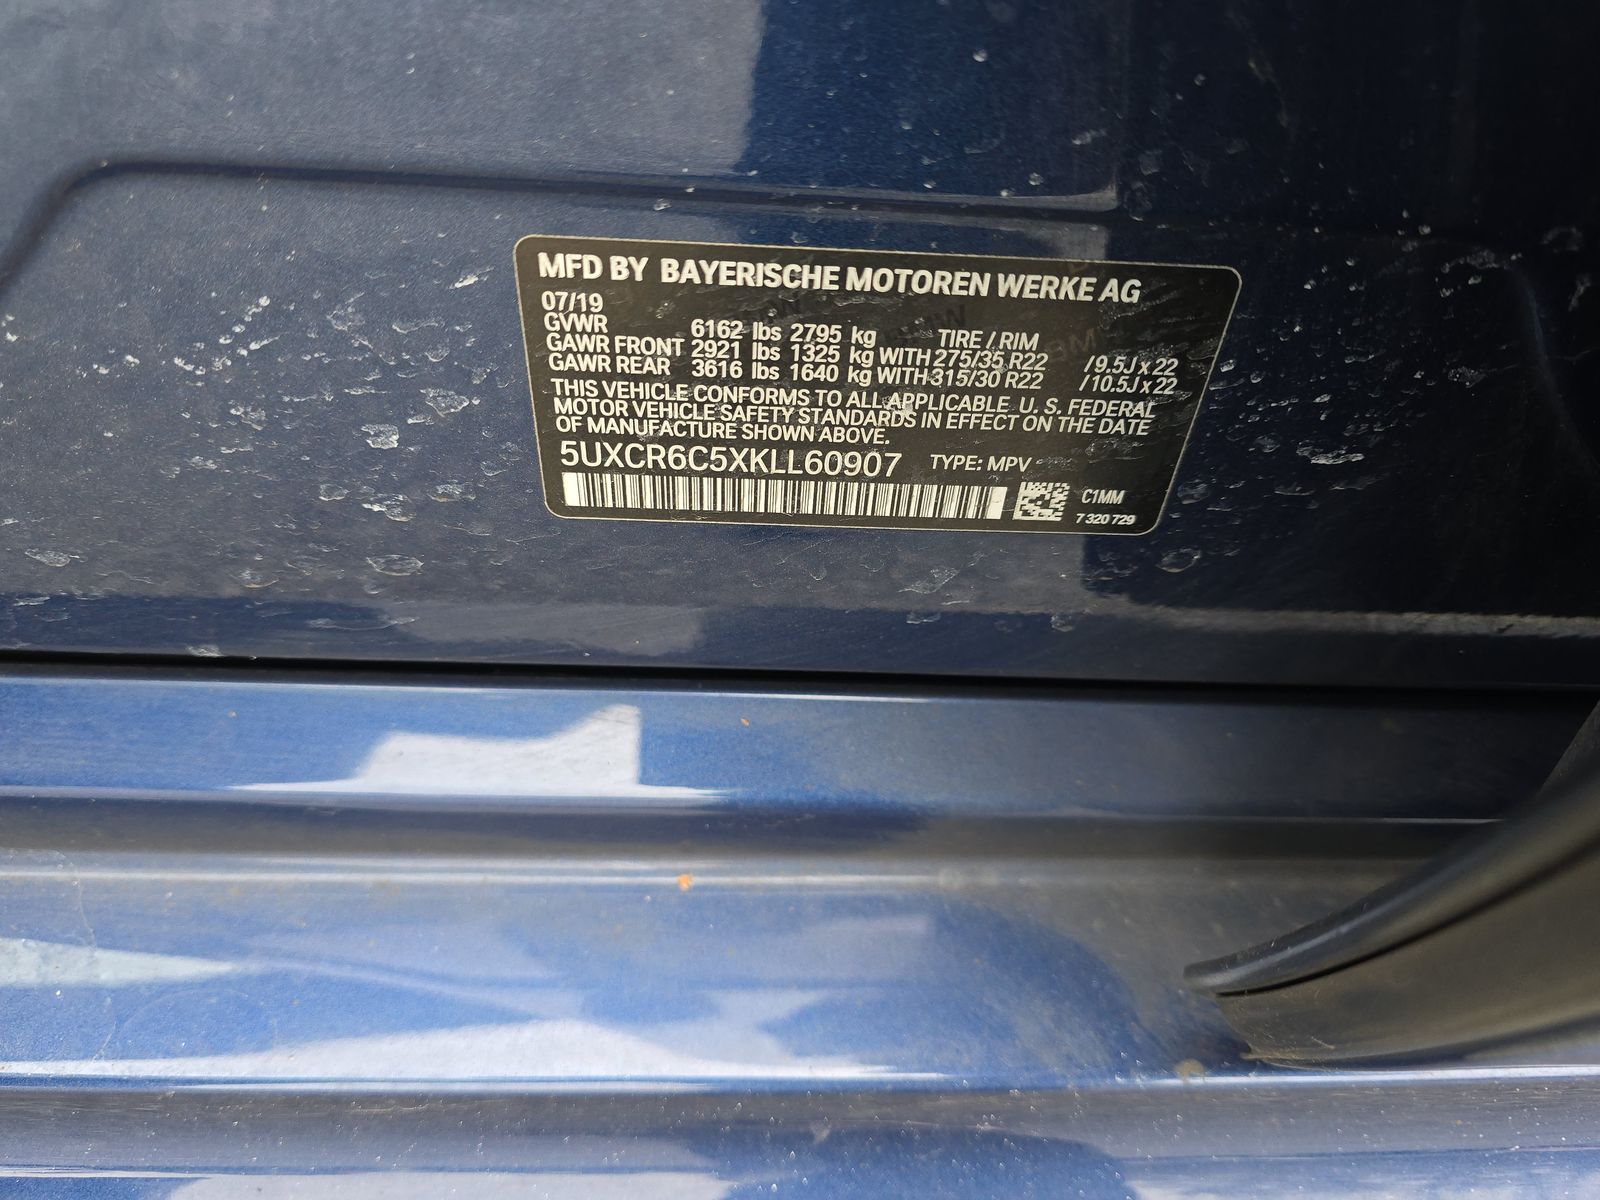 MFD BY BAYERISCHE MOTOREN WERKE AG
07/19
GVWR 6162 lbs 2795 kg TIRE / RIM
GAWR FRONT 2921 lbs 1325 kg WITH 275/35 R22 /9.5J x 22
GAWR REAR 3616 lbs 1640 kg WITH 315/30 R22 /10.5J x 22
THIS VEHICLE CONFORMS TO ALL APPLICABLE U. S. FEDERAL
MOTOR VEHICLE SAFETY STANDARDS IN EFFECT ON THE DATE
OF MANUFACTURE SHOWN ABOVE.
5UXCR6C5XKLL60907 TYPE: MPV
C1MM
7 320 729